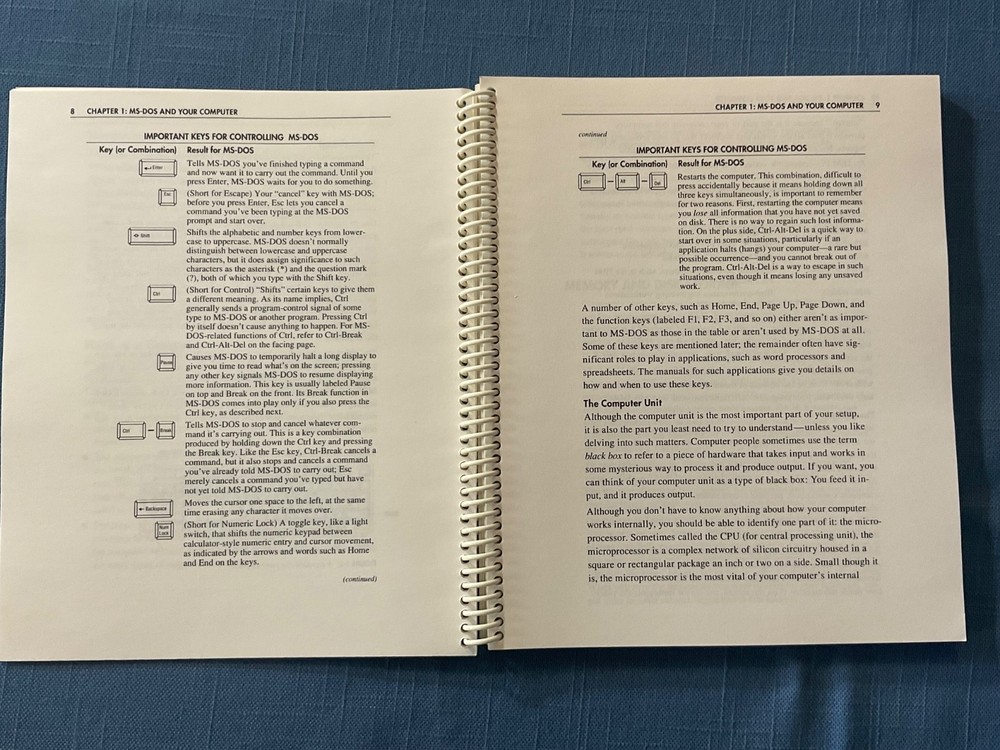 8 CHAPTER 1: MS-DOS AND YOUR COMPUTER
IMPORTANT KEYS FOR CONTROLLING MS-DOS
Key (or Combination) Result for MS-DOS
Enter
Tells MS-DOS you've finished typing a command
and now want it to carry out the command. Until you
press Enter, MS-DOS waits for you to do something.
Esc
(Short for Escape) Your "cancel" key with MS-DOS;
before you press Enter, Esc lets you cancel a
command you've been typing at the MS-DOS
prompt and start over.
Shift
Shifts the alphabetic and number keys from lower-
case to uppercase. MS-DOS doesn't normally
distinguish between lowercase and uppercase
characters, but it does assign significance to such
characters as the asterisk (*) and the question mark
(?), both of which you type with the Shift key.
Ctrl
(Short for Control) "Shifts" certain keys to give them
a different meaning. As its name implies, Ctrl
generally sends a program-control signal of some
type to MS-DOS or another program. Pressing Ctrl
by itself doesn't cause anything to happen. For MS-
DOS-related functions of Ctrl, refer to Ctrl-Break
and Ctrl-Alt-Del on the facing page.
Pause
Causes MS-DOS to temporarily halt a long display to
give you time to read what's on the screen; pressing
any other key signals MS-DOS to resume displaying
more information. This key is usually labeled Pause
on top and Break on the front. Its Break function in
MS-DOS comes into play only if you also press the
Ctrl key, as described next.
Ctrl – Break
Tells MS-DOS to stop and cancel whatever com-
mand it's carrying out. This is a key combination
produced by holding down the Ctrl key and pressing
the Break key. Like the Esc key, Ctrl-Break cancels a
command, but it also stops and cancels a command
you've already told MS-DOS to carry out; Esc
merely cancels a command you've typed but have
not yet told MS-DOS to carry out.
Backspace
Moves the cursor one space to the left, at the same
time erasing any character it moves over.
Num
Lock
(Short for Numeric Lock) A toggle key, like a light
switch, that shifts the numeric keypad between
calculator-style numeric entry and cursor movement,
as indicated by the arrows and words such as Home
and End on the keys.
(continued)
CHAPTER 1: MS-DOS AND YOUR COMPUTER 9
continued
IMPORTANT KEYS FOR CONTROLLING MS-DOS
Key (or Combination) Result for MS-DOS
Ctrl – Alt – Del
Restarts the computer. This combination, difficult to
press accidentally because it means holding down all
three keys simultaneously, is important to remember
for two reasons. First, restarting the computer means
you lose all information that you have not yet saved
on disk. There is no way to regain such lost informa-
tion. On the plus side, Ctrl-Alt-Del is a quick way to
start over in some situations, particularly if an
application halts (hangs) your computer—a rare but
possible occurrence—and you cannot break out of
the program. Ctrl-Alt-Del is a way to escape in such
situations, even though it means losing any unsaved
work.
A number of other keys, such as Home, End, Page Up, Page Down, and
the function keys (labeled F1, F2, F3, and so on) either aren't as impor-
tant to MS-DOS as those in the table or aren't used by MS-DOS at all.
Some of these keys are mentioned later; the remainder often have sig-
nificant roles to play in applications, such as word processors and
spreadsheets. The manuals for such applications give you details on
how and when to use these keys.
The Computer Unit
Although the computer unit is the most important part of your setup,
it is also the part you least need to try to understand—unless you like
delving into such matters. Computer people sometimes use the term
black box to refer to a piece of hardware that takes input and works in
some mysterious way to process it and produce output. If you want, you
can think of your computer unit as a type of black box: You feed it in-
put, and it produces output.
Although you don't have to know anything about how your computer
works internally, you should be able to identify one part of it: the micro-
processor. Sometimes called the CPU (for central processing unit), the
microprocessor is a complex network of silicon circuitry housed in a
square or rectangular package an inch or two on a side. Small though it
is, the microprocessor is the most vital of your computer's internal